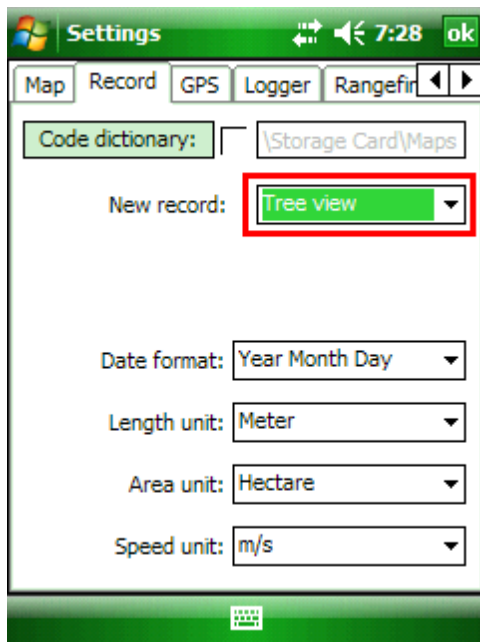 Settings 7:28 ok
Map Record GPS Logger Rangefir
Code dictionary: \Storage Card\Maps
New record: Tree view
Date format: Year Month Day
Length unit: Meter
Area unit: Hectare
Speed unit: m/s